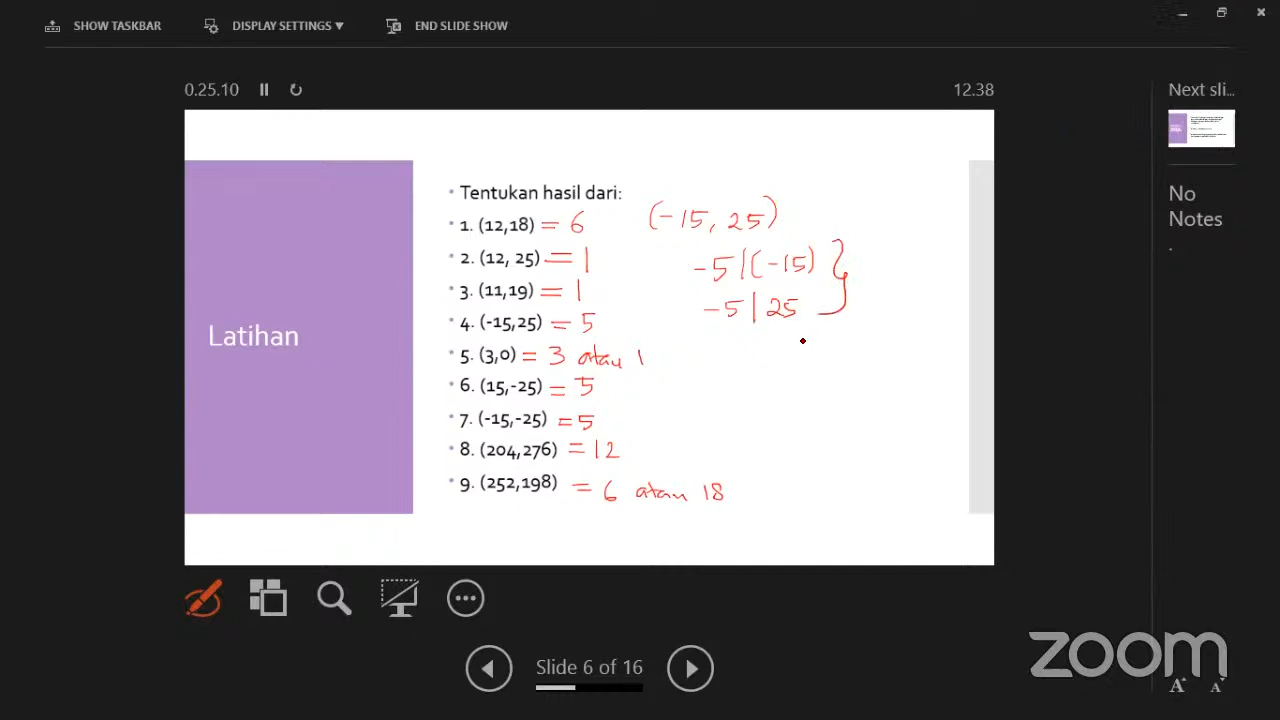 SHOW TASKBAR
DISPLAY SETTINGS ▼
END SLIDE SHOW
0.25.10
12.38
Next sli...
No
Notes
Latihan
• Tentukan hasil dari:
• 1. (12,18) = 6
• 2. (12, 25) = 1
• 3. (11,19) = 1
• 4. (-15,25) = 5
• 5. (3,0) = 3 atau 1
• 6. (15,-25) = 5
• 7. (-15,-25) = 5
• 8. (204,276) = 12
• 9. (252,198) = 6 atau 18
(-15, 25)
-5|(-15)
-5|25
Slide 6 of 16
zoom
A A